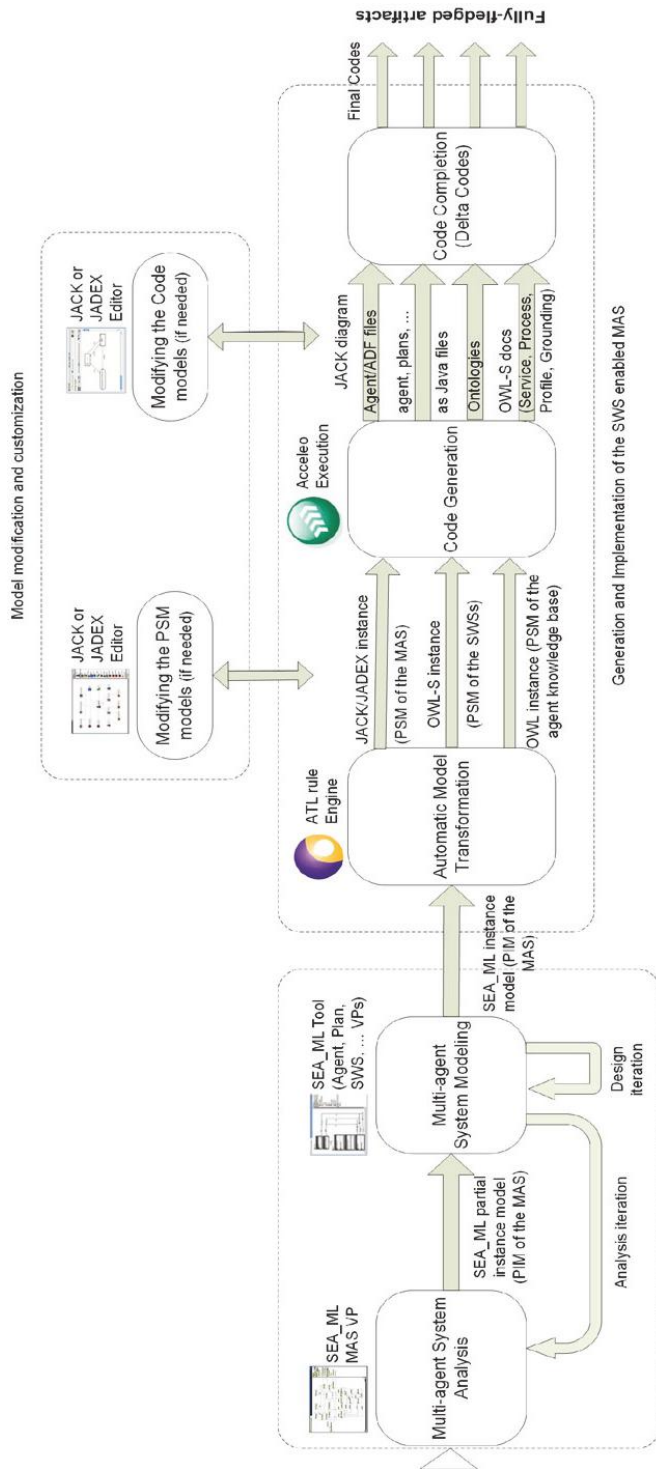 Model modification and customization
JACK or
JADEX
Editor
Modifying the PSM
models (if needed)
JACK or
JADEX
Editor
Modifying the Code
models (if needed)
SEA_ML
MAS VP
Multi-agent System
Analysis
SEA_ML partial
instance model
(PIM of the MAS)
SEA_ML Tool
(Agent, Plan,
SWS, ... VPs)
Multi-agent
System Modeling
Design
iteration
Analysis iteration
SEA_ML instance
model (PIM of the
MAS)
ATL rule
Engine
Automatic Model
Transformation
JACK/JADEX instance
(PSM of the MAS)
OWL-S instance
(PSM of the SWSs)
OWL instance (PSM of the
agent knowledge base)
Acceleo
Execution
Code Generation
JACK diagram
Agent/ADF files
agent, plans, ...
as Java files
Ontologies
OWL-S docs
(Service, Process,
Profile, Grounding)
Code Completion
(Delta Codes)
Final Codes
Fully-fledged artifacts
Generation and Implementation of the SWS enabled MAS